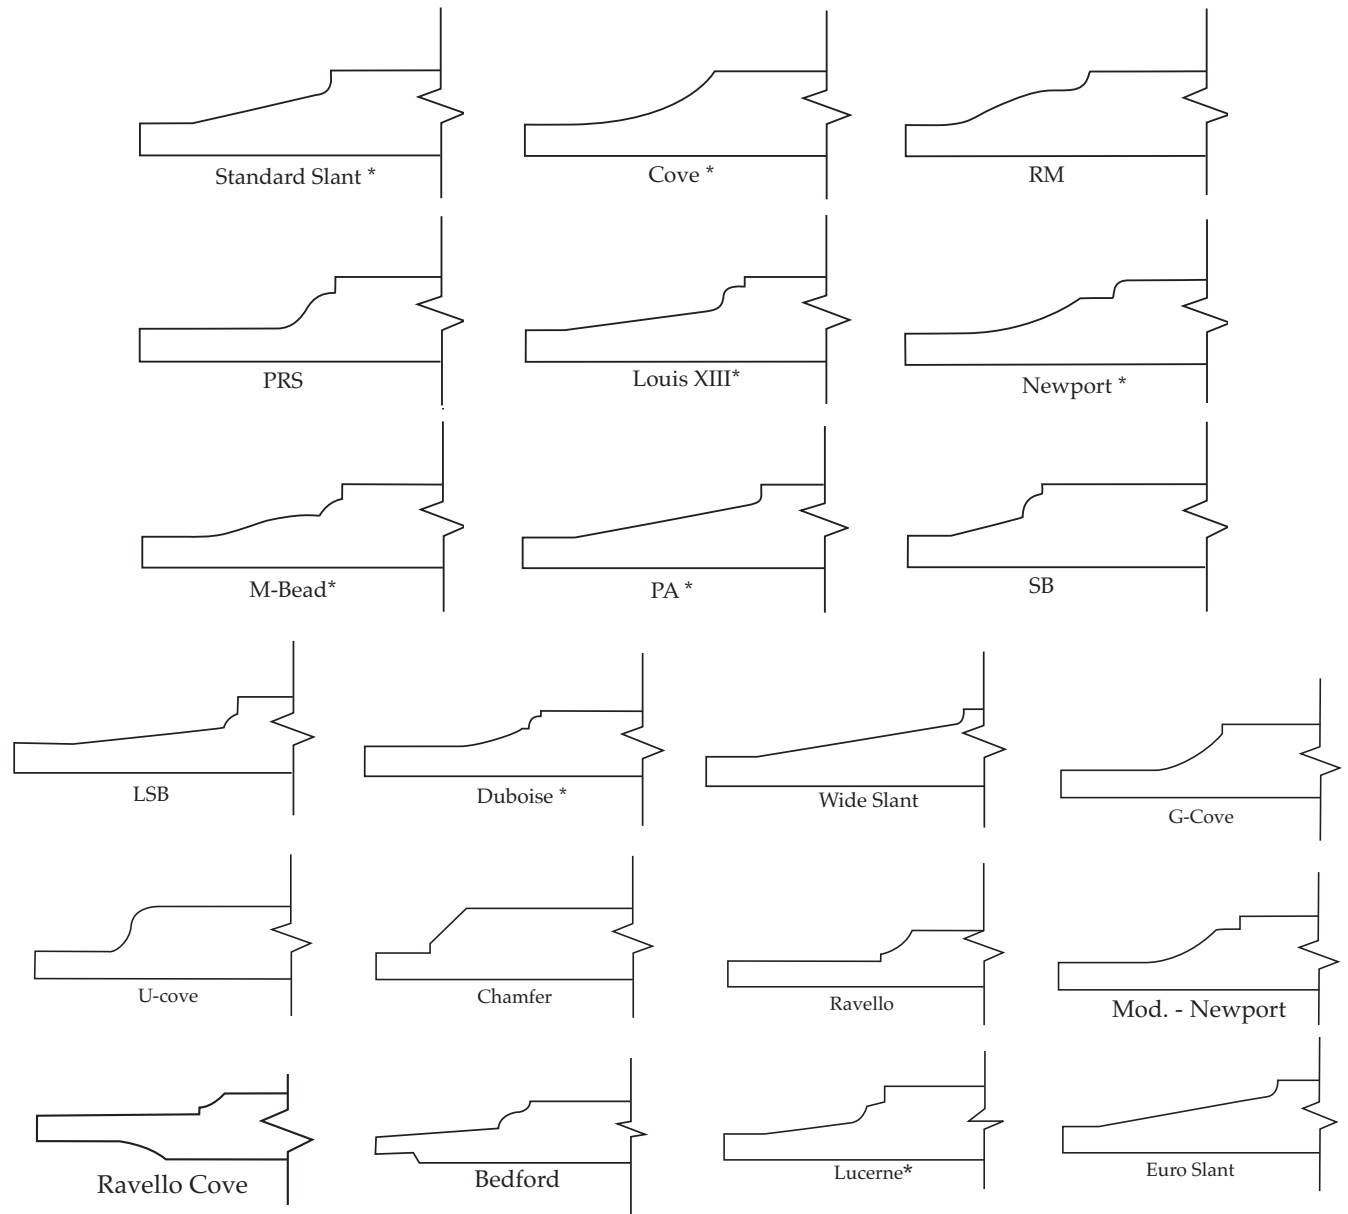 Standard Slant *
Cove *
RM
PRS
Louis XIII*
Newport *
M-Bead*
PA *
SB
LSB
Duboise *
Wide Slant
G-Cove
U-cove
Chamfer
Ravello
Mod. - Newport
Ravello Cove
Bedford
Lucerne*
Euro Slant